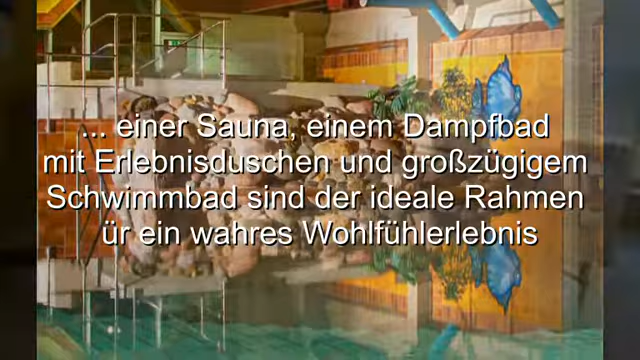 ... einer Sauna, einem Dampfbad
mit Erlebnisduschen und großzügigem
Schwimmbad sind der ideale Rahmen
ür ein wahres Wohlfühlerlebnis